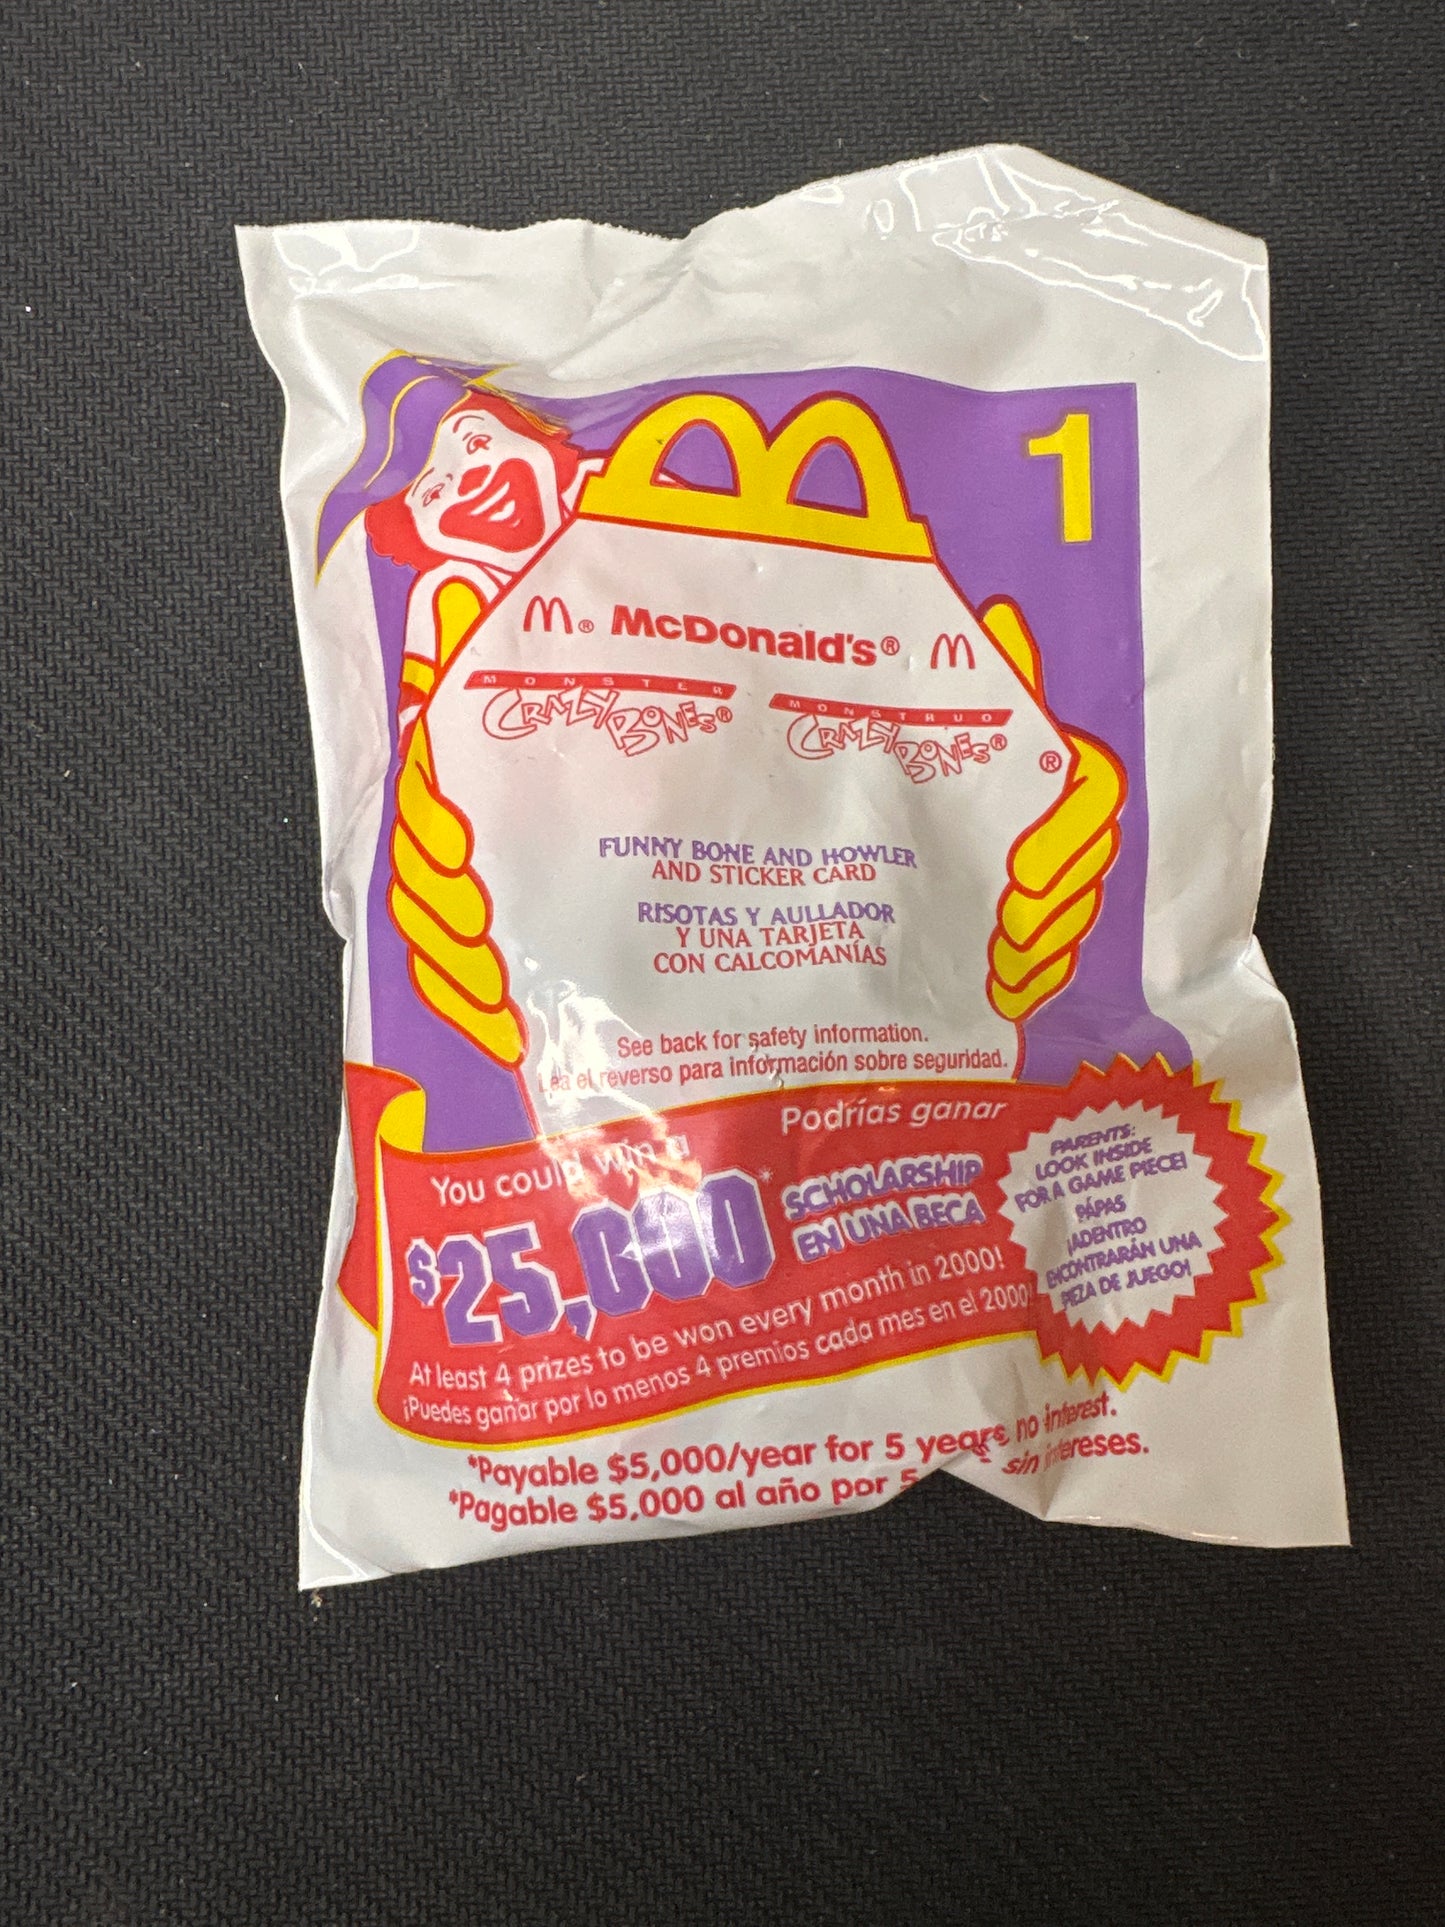 1
McDonald's®
MONSTER
CRAZY BONES®
MONSTRUO
CRAZY BONES®
®
FUNNY BONE AND HOWLER
AND STICKER CARD
RISOTAS Y AULLADOR
Y UNA TARJETA
CON CALCOMANÍAS
See back for safety information.
Lea el reverso para información sobre seguridad.
You could win a
Podrías ganar
$25,000*
SCHOLARSHIP
EN UNA BECA
At least 4 prizes to be won every month in 2000!
¡Puedes ganar por lo menos 4 premios cada mes en el 2000
PARENTS:
LOOK INSIDE
FOR A GAME PIECE!
PÁPAS
¡ADENTRO
ENCONTRARÁN UNA
PIEZA DE JUEGO!
*Payable $5,000/year for 5 years, no interest.
*Pagable $5,000 al año por 5 sin intereses.